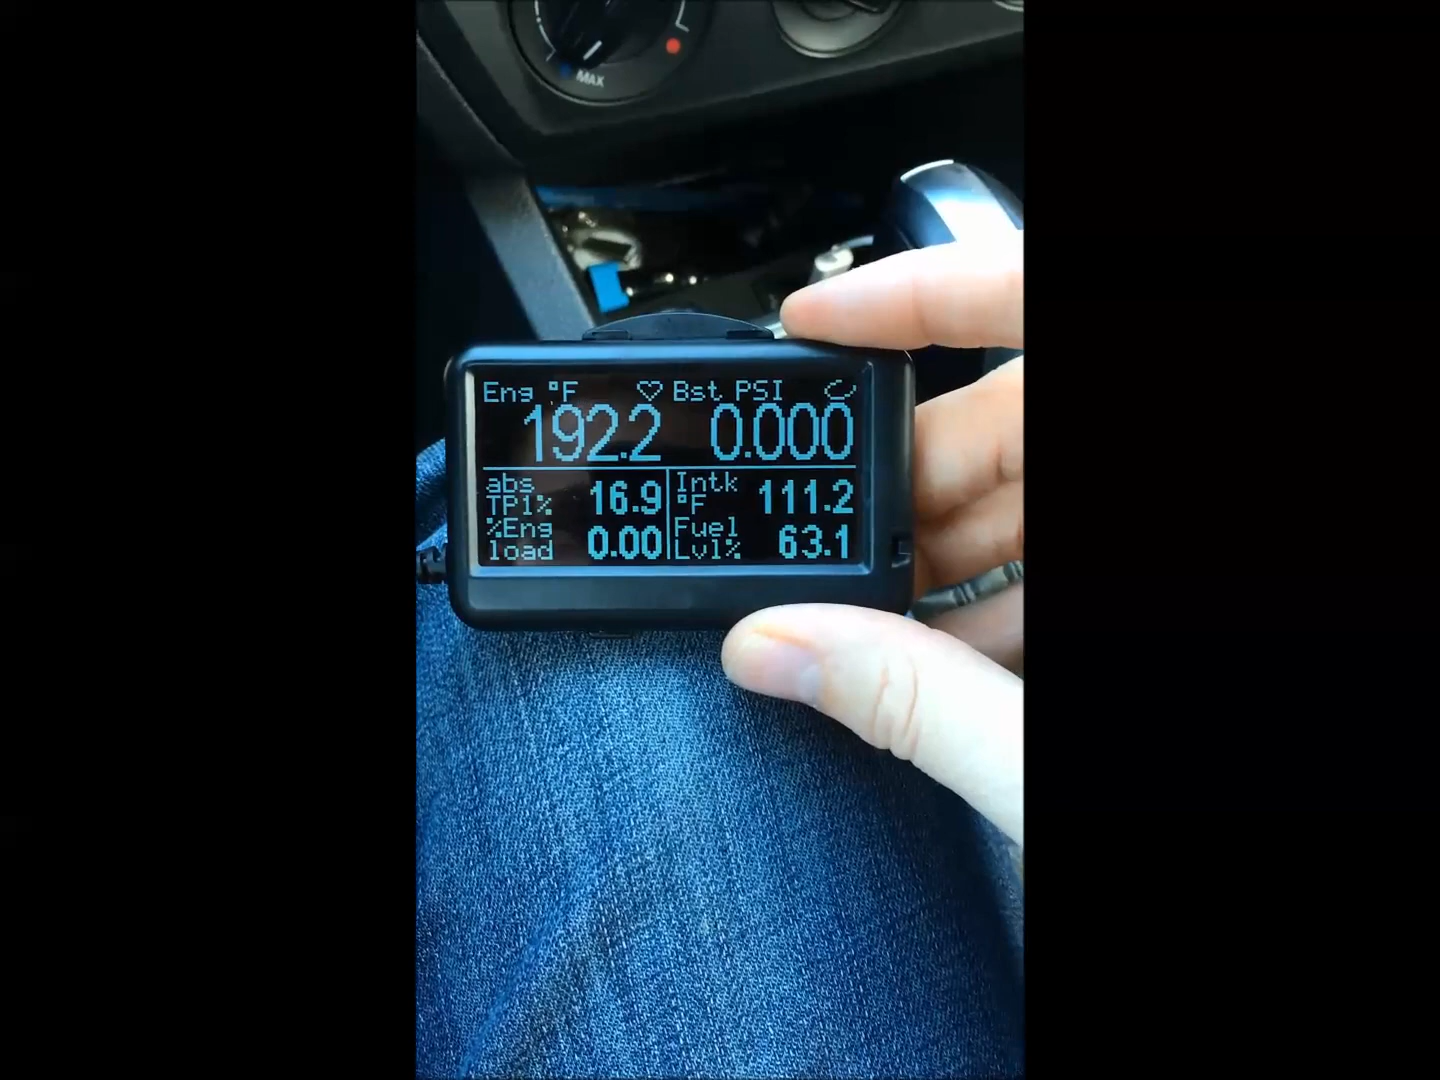 MAX
Eng °F Bst PSI
192.2 0.000
abs TP1% 16.9 Intk °F 111.2
%Eng load 0.00 Fuel Lvl% 63.1